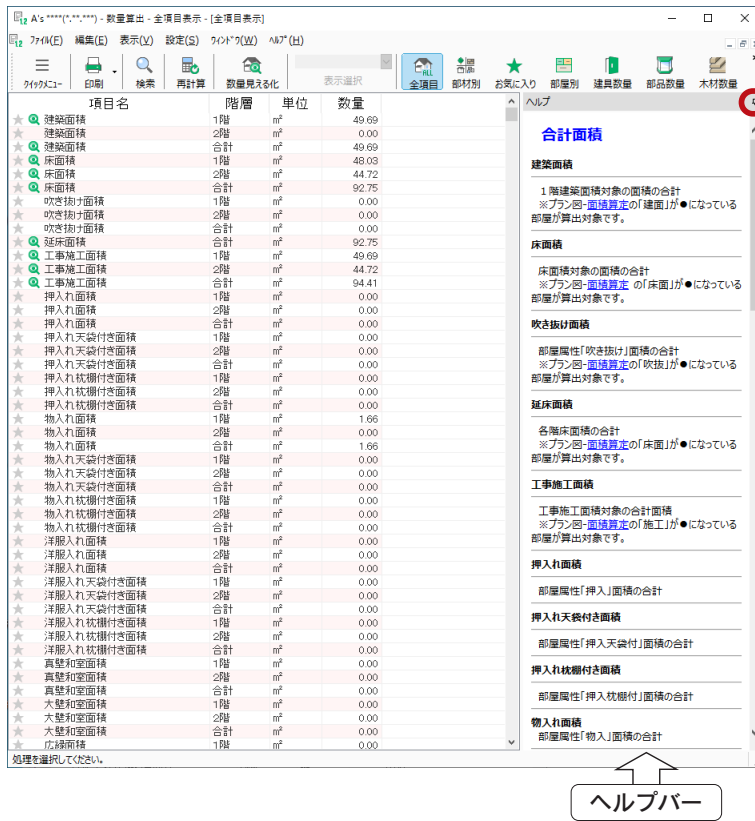 A's ****(*.**.***) - 数量算出 - 全項目表示 - [全項目表示]
ﾌｧｲﾙ(F) 編集(E) 表示(V) 設定(S) ｳｨﾝﾄﾞｳ(W) ﾍﾙﾌﾟ(H)
ｸｲｯｸﾒﾆｭｰ 印刷 検索 再計算 数量見える化 表示選択 全項目 部材別 お気に入り 部屋別 建具数量 部品数量 木材数量
項目名 階層 単位 数量
建築面積 1階 ㎡ 49.69
建築面積 2階 ㎡ 0.00
建築面積 合計 ㎡ 49.69
床面積 1階 ㎡ 48.03
床面積 2階 ㎡ 44.72
床面積 合計 ㎡ 92.75
吹き抜け面積 1階 ㎡ 0.00
吹き抜け面積 2階 ㎡ 0.00
吹き抜け面積 合計 ㎡ 0.00
延床面積 合計 ㎡ 92.75
工事施工面積 1階 ㎡ 49.69
工事施工面積 2階 ㎡ 44.72
工事施工面積 合計 ㎡ 94.41
押入れ面積 1階 ㎡ 0.00
押入れ面積 2階 ㎡ 0.00
押入れ面積 合計 ㎡ 0.00
押入れ天袋付き面積 1階 ㎡ 0.00
押入れ天袋付き面積 2階 ㎡ 0.00
押入れ天袋付き面積 合計 ㎡ 0.00
押入れ枕棚付き面積 1階 ㎡ 0.00
押入れ枕棚付き面積 2階 ㎡ 0.00
押入れ枕棚付き面積 合計 ㎡ 0.00
物入れ面積 1階 ㎡ 1.66
物入れ面積 2階 ㎡ 0.00
物入れ面積 合計 ㎡ 1.66
物入れ天袋付き面積 1階 ㎡ 0.00
物入れ天袋付き面積 2階 ㎡ 0.00
物入れ天袋付き面積 合計 ㎡ 0.00
物入れ枕棚付き面積 1階 ㎡ 0.00
物入れ枕棚付き面積 2階 ㎡ 0.00
物入れ枕棚付き面積 合計 ㎡ 0.00
洋服入れ面積 1階 ㎡ 0.00
洋服入れ面積 2階 ㎡ 0.00
洋服入れ面積 合計 ㎡ 0.00
洋服入れ天袋付き面積 1階 ㎡ 0.00
洋服入れ天袋付き面積 2階 ㎡ 0.00
洋服入れ天袋付き面積 合計 ㎡ 0.00
洋服入れ枕棚付き面積 1階 ㎡ 0.00
洋服入れ枕棚付き面積 2階 ㎡ 0.00
洋服入れ枕棚付き面積 合計 ㎡ 0.00
真壁和室面積 1階 ㎡ 0.00
真壁和室面積 2階 ㎡ 0.00
真壁和室面積 合計 ㎡ 0.00
大壁和室面積 1階 ㎡ 0.00
大壁和室面積 2階 ㎡ 0.00
大壁和室面積 合計 ㎡ 0.00
広縁面積 1階 ㎡ 0.00
ヘルプ
合計面積
建築面積
１階建築面積対象の面積の合計
※プラン図-面積算定の「建面」が●になっている
部屋が算出対象です。
床面積
床面積対象の面積の合計
※プラン図-面積算定 の「床面」が●になっている
部屋が算出対象です。
吹き抜け面積
部屋属性「吹き抜け」面積の合計
※プラン図-面積算定の「吹抜」が●になっている
部屋が算出対象です。
延床面積
各階床面積の合計
※プラン図-面積算定の「床面」が●になっている
部屋が算出対象です。
工事施工面積
工事施工面積対象の合計面積
※プラン図-面積算定の「施工」が●になっている
部屋が算出対象です。
押入れ面積
部屋属性「押入」面積の合計
押入れ天袋付き面積
部屋属性「押入天袋付」面積の合計
押入れ枕棚付き面積
部屋属性「押入枕棚付」面積の合計
物入れ面積
部屋属性「物入」面積の合計
処理を選択してください。
ヘルプバー